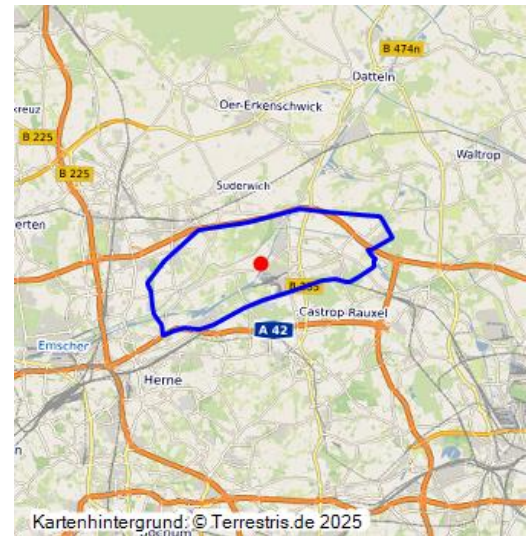 B 474n
Datteln
Oer-Erkenschwick
reuz
B 225
Waltrop
B 225
Suderwich
erten
B 235
Castrop Rauxel
A 42
Emscher
Herne
Kartenhintergrund: © Terrestris.de 2025